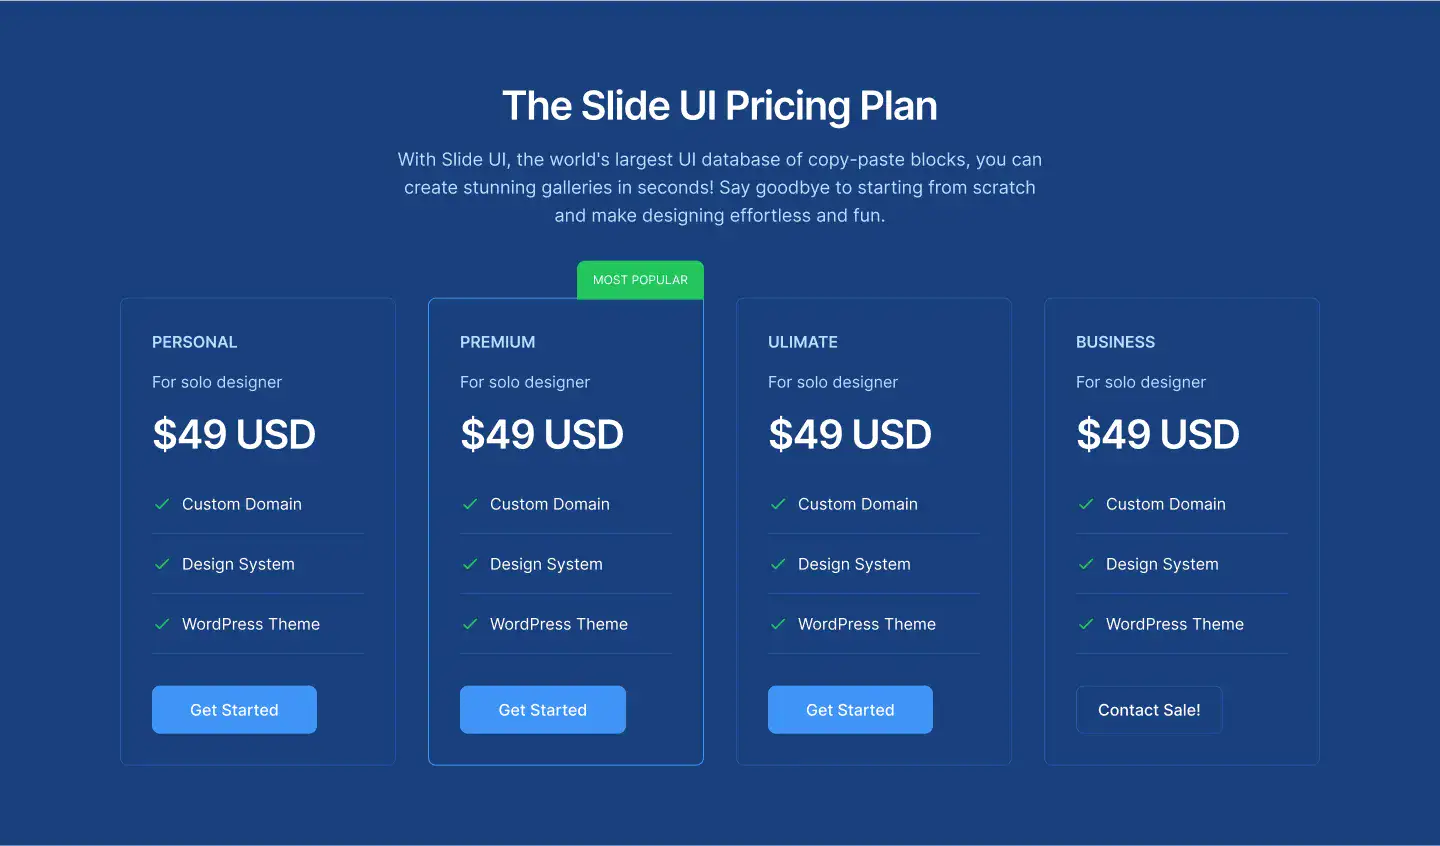 The Slide UI Pricing Plan
With Slide UI, the world's largest UI database of copy-paste blocks, you can
create stunning galleries in seconds! Say goodbye to starting from scratch
and make designing effortless and fun.
PERSONAL
For solo designer
$49 USD
Custom Domain
Design System
WordPress Theme
Get Started
MOST POPULAR
PREMIUM
For solo designer
$49 USD
Custom Domain
Design System
WordPress Theme
Get Started
ULIMATE
For solo designer
$49 USD
Custom Domain
Design System
WordPress Theme
Get Started
BUSINESS
For solo designer
$49 USD
Custom Domain
Design System
WordPress Theme
Contact Sale!